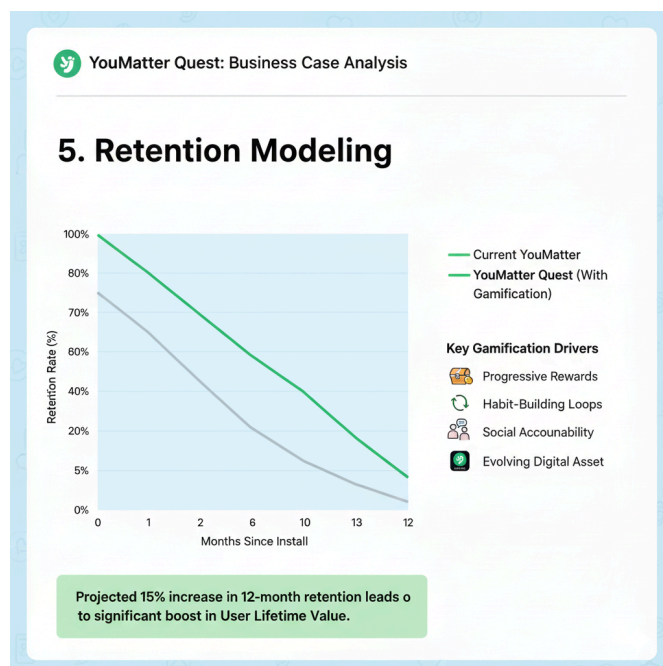 YouMatter Quest: Business Case Analysis
5. Retention Modeling
100%
80%
70%
60%
40%
20%
5%
0%
Retention Rate (%)
0 1 2 6 10 13 12
Months Since Install
Current YouMatter
YouMatter Quest (With
Gamification)
Key Gamification Drivers
Progressive Rewards
Habit-Building Loops
Social Accounability
Evolving Digital Asset
Projected 15% increase in 12-month retention leads o
to significant boost in User Lifetime Value.